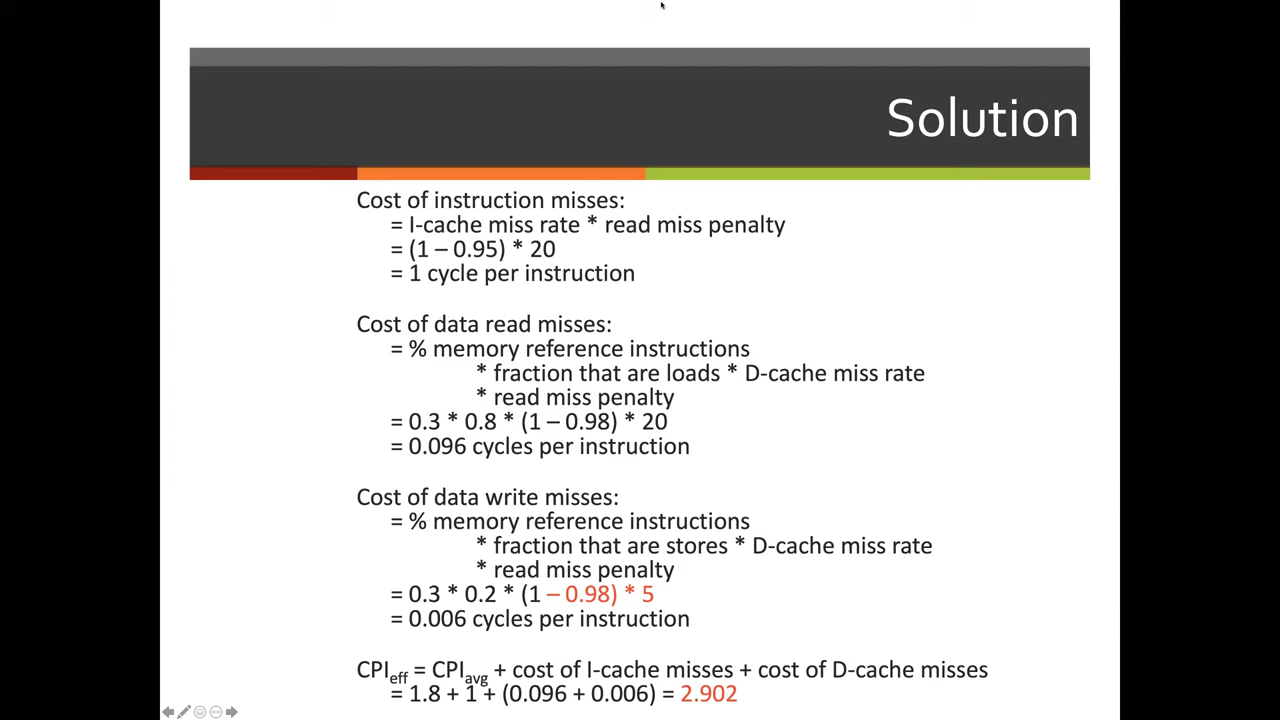 Solution
Cost of instruction misses:
= I-cache miss rate * read miss penalty
= (1 – 0.95) * 20
= 1 cycle per instruction
Cost of data read misses:
= % memory reference instructions
* fraction that are loads * D-cache miss rate
* read miss penalty
= 0.3 * 0.8 * (1 – 0.98) * 20
= 0.096 cycles per instruction
Cost of data write misses:
= % memory reference instructions
* fraction that are stores * D-cache miss rate
* read miss penalty
= 0.3 * 0.2 * (1 – 0.98) * 5
= 0.006 cycles per instruction
CPIeff = CPIavg + cost of I-cache misses + cost of D-cache misses
= 1.8 + 1 + (0.096 + 0.006) = 2.902